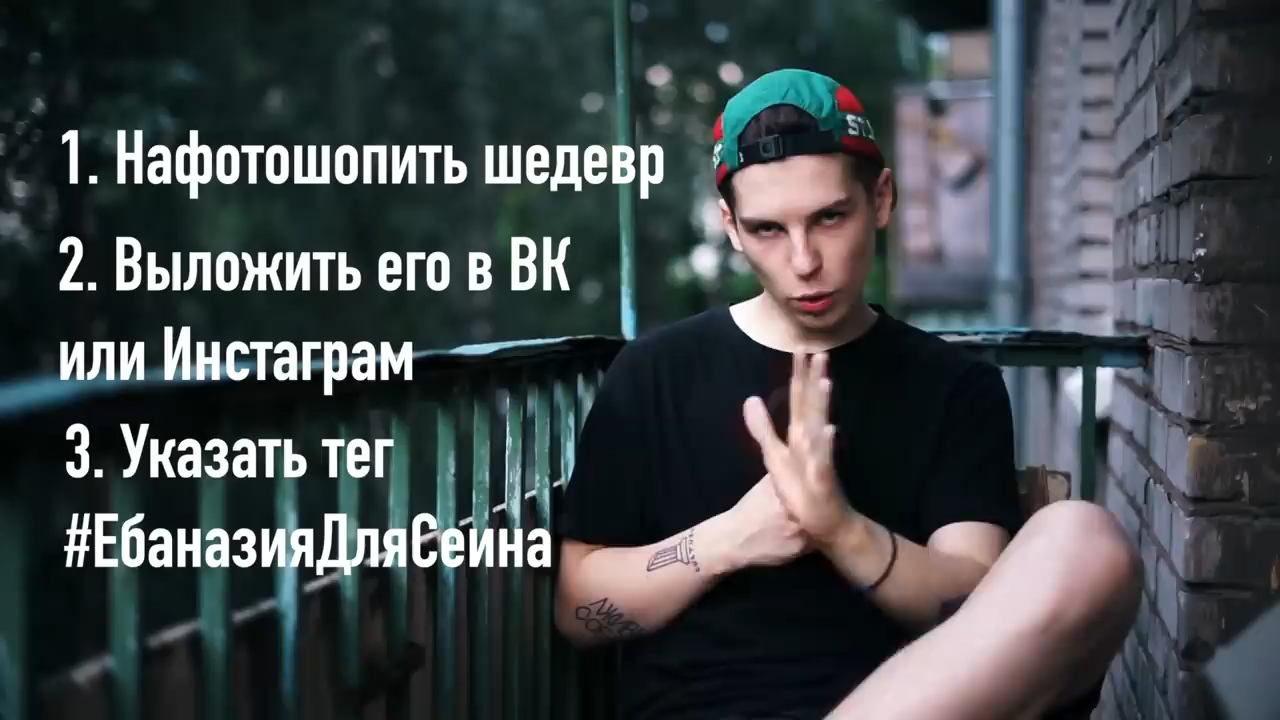 1. Нафотошопить шедевр
2. Выложить его в ВК
или Инстаграм
3. Указать тег
#ЕбаназияДляСеина